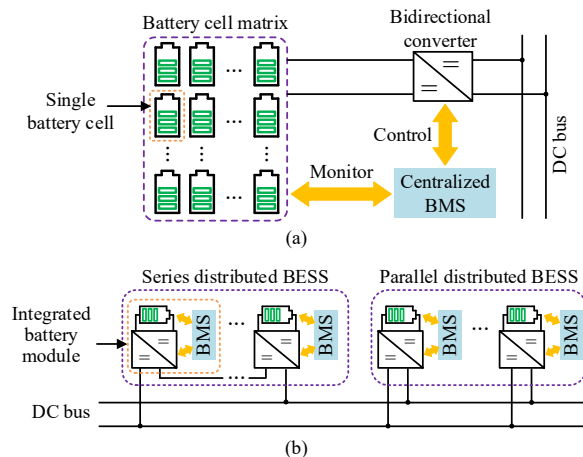 Battery cell matrix
Bidirectional
converter
...
...
Single
battery cell
Control
DC bus
...
Monitor
Centralized
BMS
(a)
Series distributed BESS
Parallel distributed BESS
Integrated
battery
module
BMS
...
BMS
BMS
...
BMS
...
DC bus
(b)